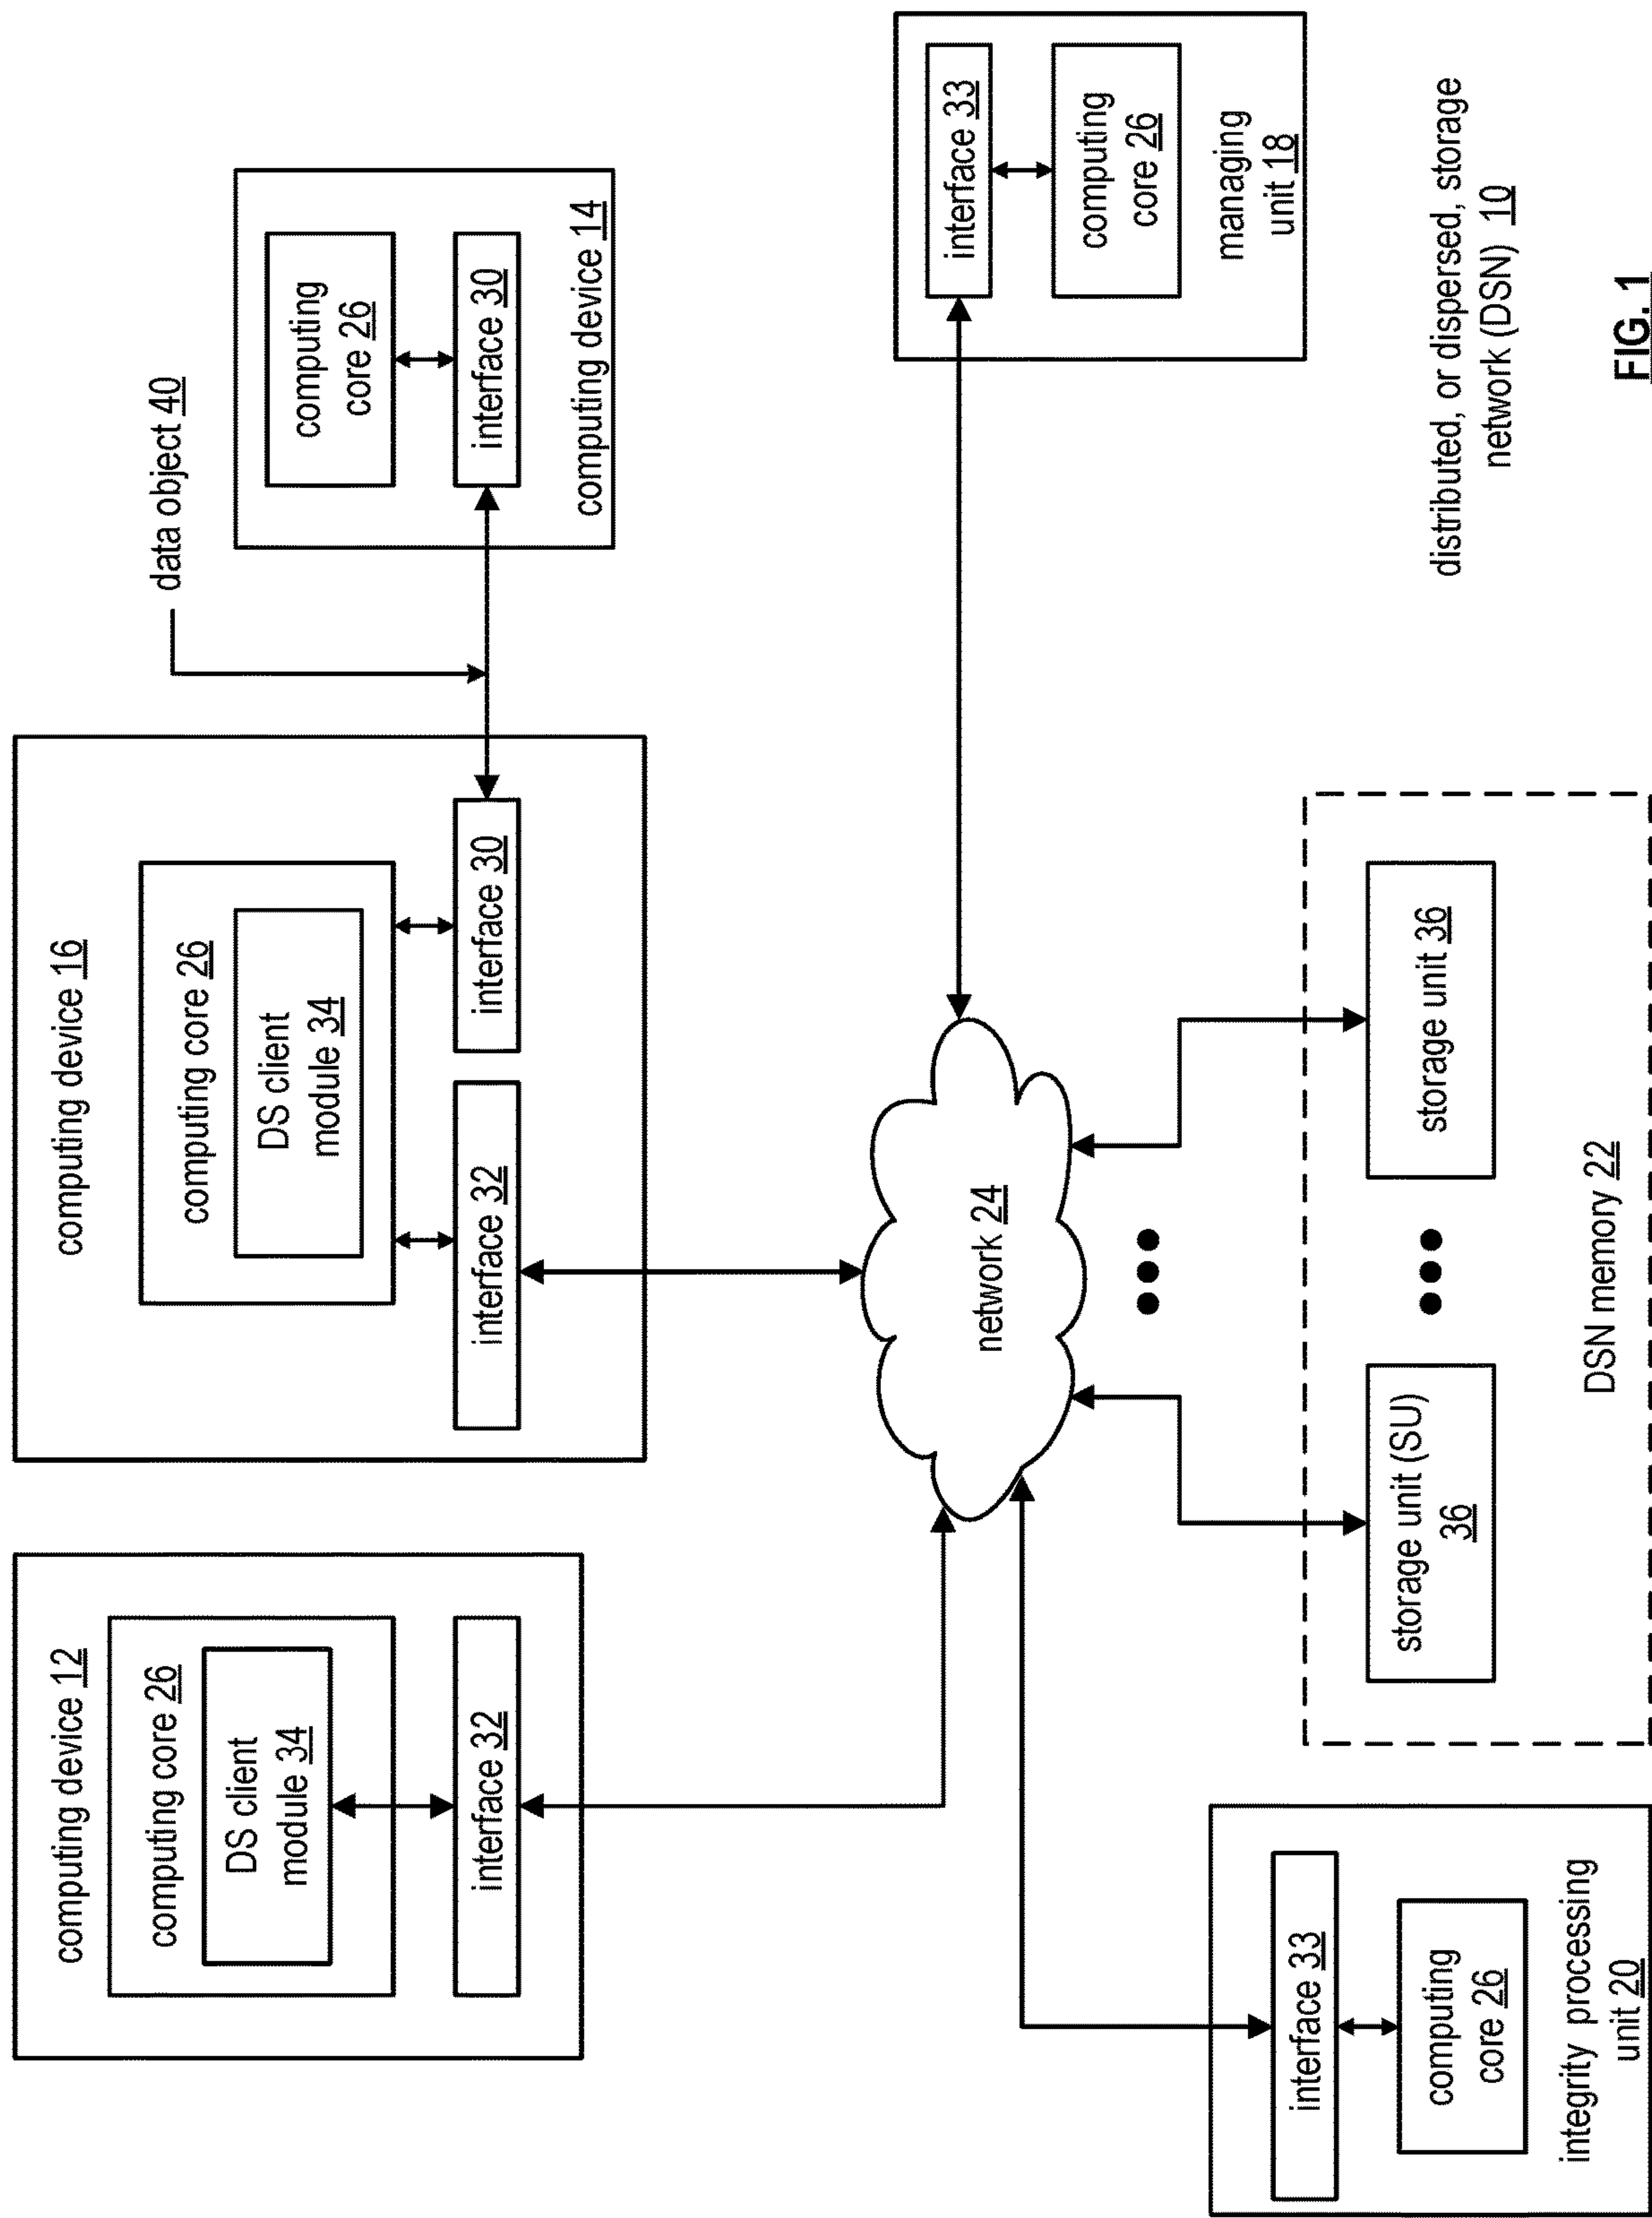 computing device 12
computing core 26
DS client
module 34
interface 32
computing device 16
computing core 26
DS client
module 34
interface 32
interface 30
data object 40
computing
core 26
interface 30
computing device 14
network 24
interface 33
computing
core 26
managing
unit 18
interface 33
computing
core 26
integrity processing
unit 20
storage unit (SU)
36
storage unit 36
DSN memory 22
distributed, or dispersed, storage
network (DSN) 10
FIG. 1